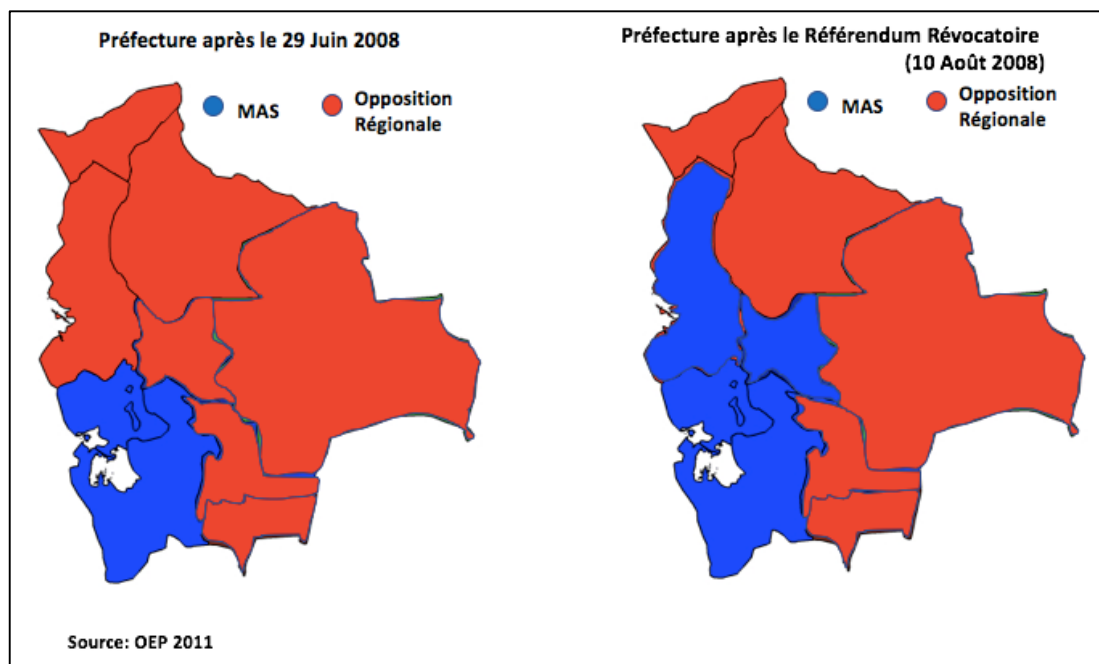 Préfecture après le 29 Juin 2008
MAS
Opposition
Régionale
Préfecture après le Référendum Révocatoire
(10 Août 2008)
MAS
Opposition
Régionale
Source: OEP 2011